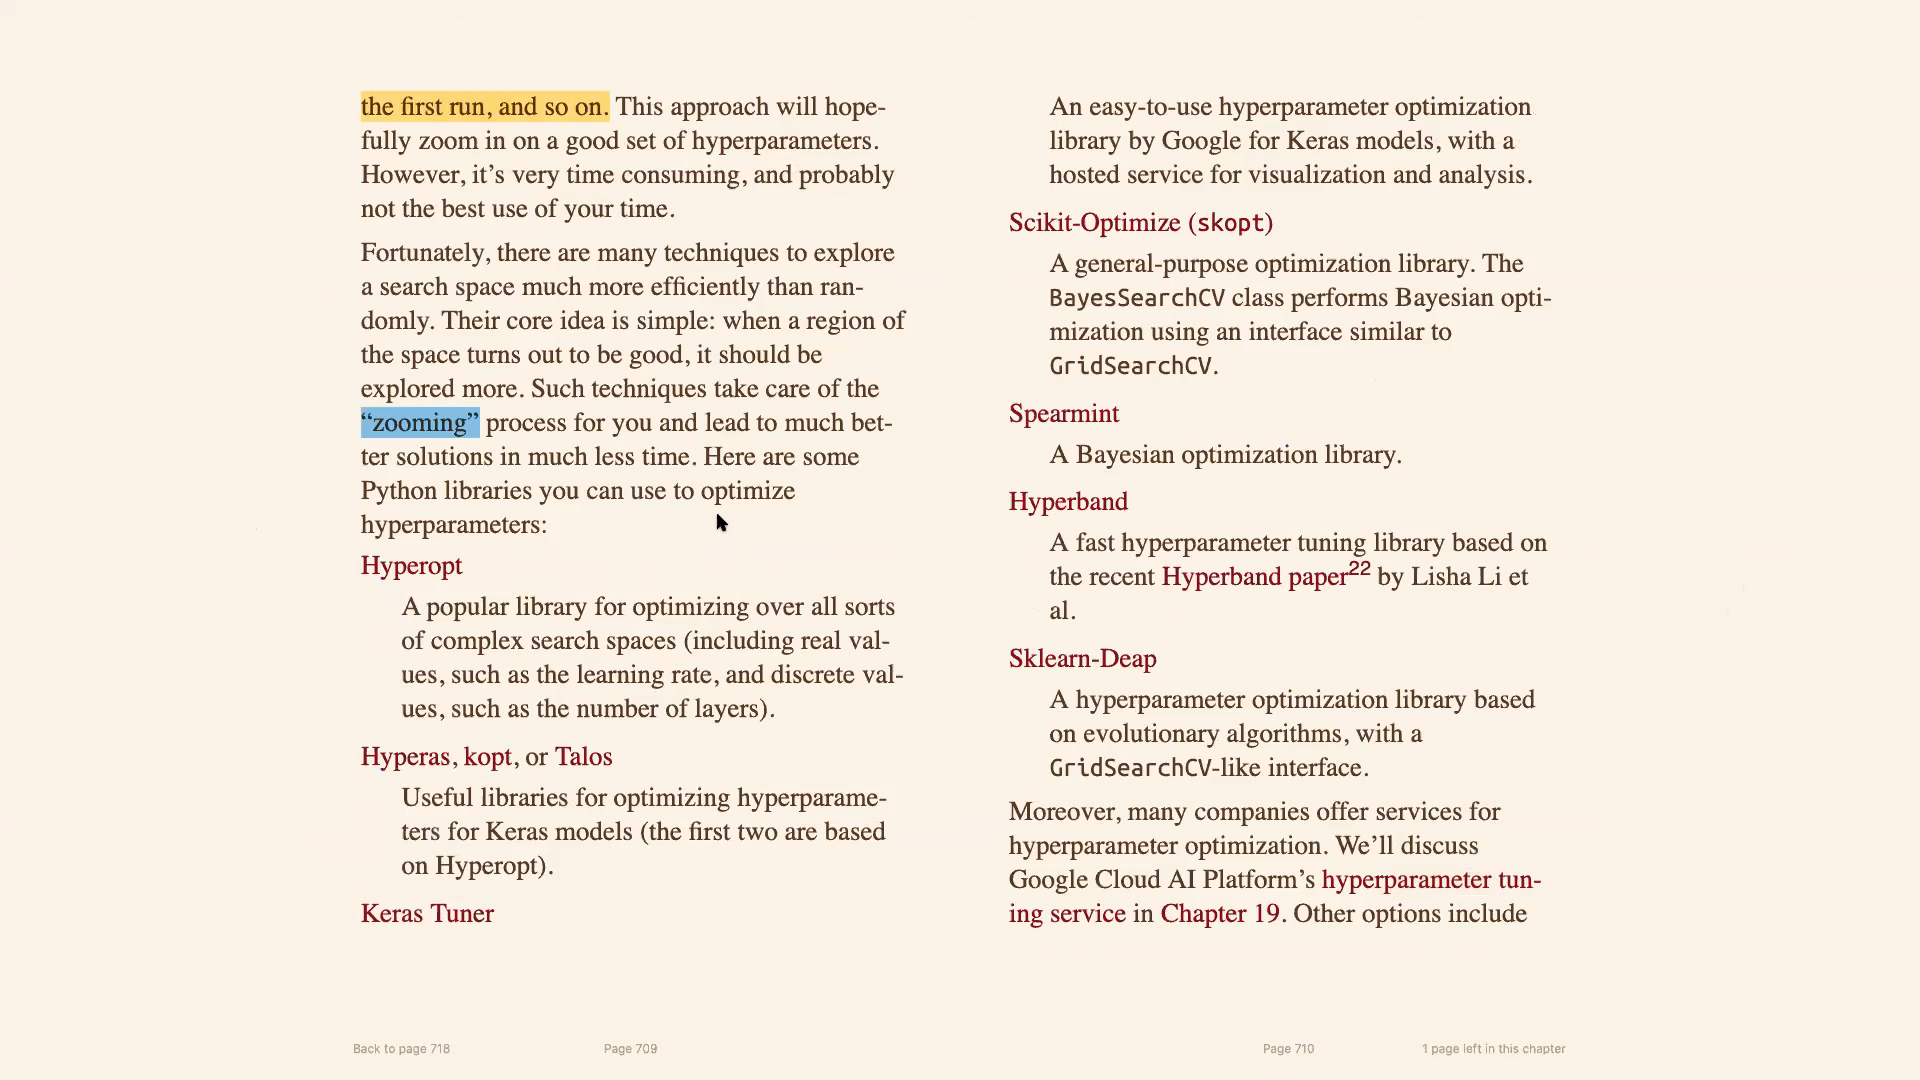 the first run, and so on. This approach will hope-
fully zoom in on a good set of hyperparameters.
However, it’s very time consuming, and probably
not the best use of your time.
Fortunately, there are many techniques to explore
a search space much more efficiently than ran-
domly. Their core idea is simple: when a region of
the space turns out to be good, it should be
explored more. Such techniques take care of the
“zooming” process for you and lead to much bet-
ter solutions in much less time. Here are some
Python libraries you can use to optimize
hyperparameters:
Hyperopt
A popular library for optimizing over all sorts
of complex search spaces (including real val-
ues, such as the learning rate, and discrete val-
ues, such as the number of layers).
Hyperas, kopt, or Talos
Useful libraries for optimizing hyperparame-
ters for Keras models (the first two are based
on Hyperopt).
Keras Tuner
An easy-to-use hyperparameter optimization
library by Google for Keras models, with a
hosted service for visualization and analysis.
Scikit-Optimize (skopt)
A general-purpose optimization library. The
BayesSearchCV class performs Bayesian opti-
mization using an interface similar to
GridSearchCV.
Spearmint
A Bayesian optimization library.
Hyperband
A fast hyperparameter tuning library based on
the recent Hyperband paper22 by Lisha Li et
al.
Sklearn-Deap
A hyperparameter optimization library based
on evolutionary algorithms, with a
GridSearchCV-like interface.
Moreover, many companies offer services for
hyperparameter optimization. We’ll discuss
Google Cloud AI Platform’s hyperparameter tun-
ing service in Chapter 19. Other options include
Back to page 718
Page 709
Page 710
1 page left in this chapter